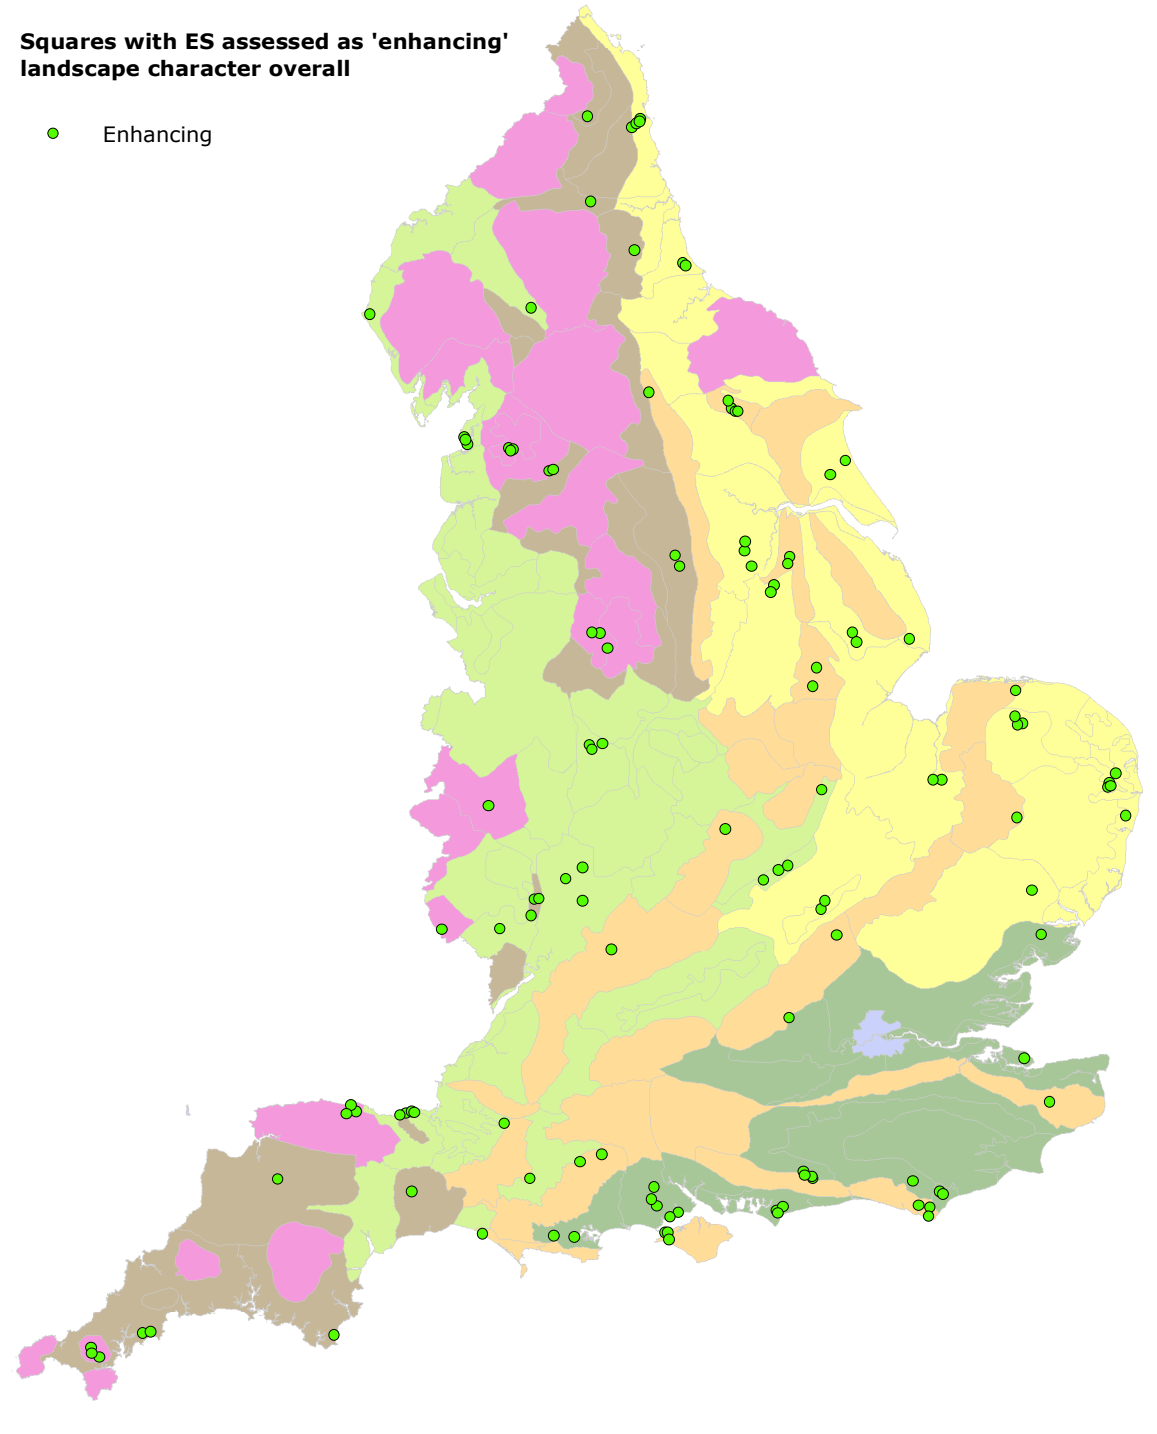 Squares with ES assessed as 'enhancing'
landscape character overall
Enhancing